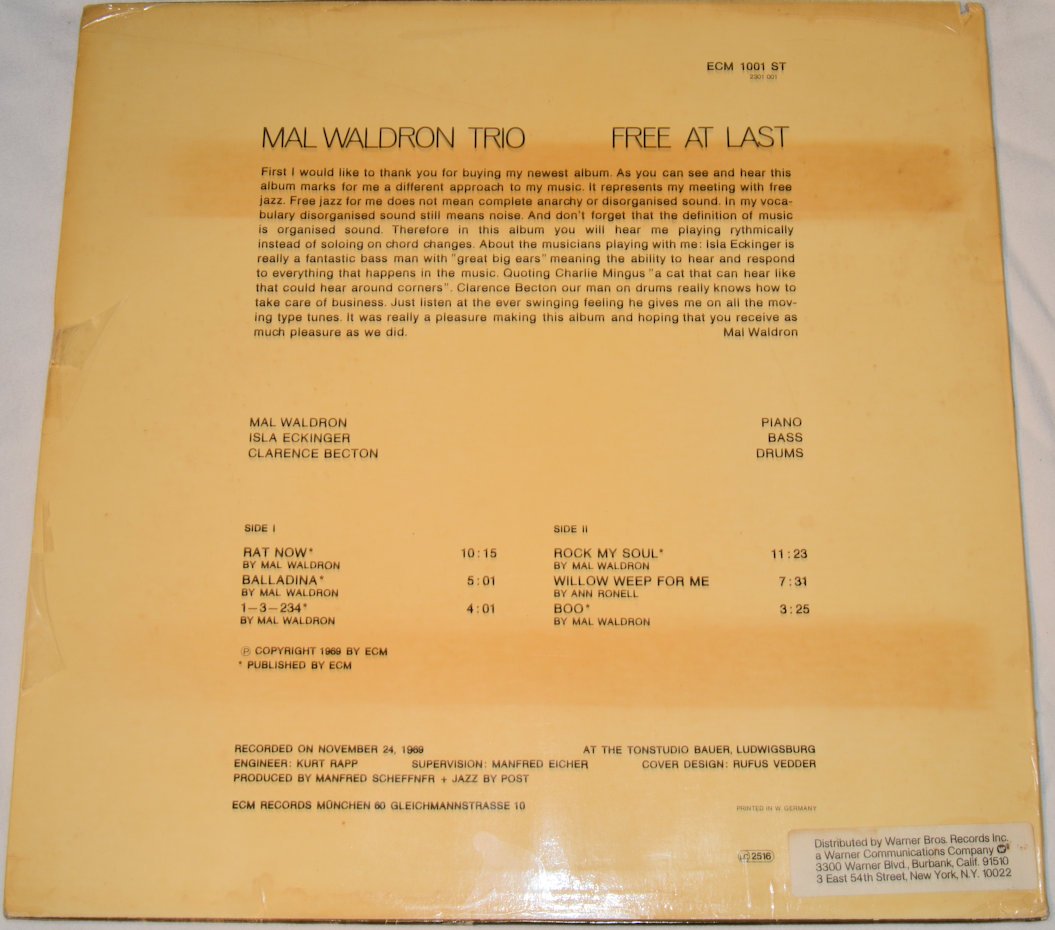 ECM 1001 ST
2301 001
MAL WALDRON TRIO FREE AT LAST
First I would like to thank you for buying my newest album. As you can see and hear this
album marks for me a different approach to my music. It represents my meeting with free
jazz. Free jazz for me does not mean complete anarchy or disorganised sound. In my voca-
bulary disorganised sound still means noise. And don't forget that the definition of music
is organised sound. Therefore in this album you will hear me playing rythmically
instead of soloing on chord changes. About the musicians playing with me: Isla Eckinger is
really a fantastic bass man with "great big ears" meaning the ability to hear and respond
to everything that happens in the music. Quoting Charlie Mingus "a cat that can hear like
that could hear around corners". Clarence Becton our man on drums really knows how to
take care of business. Just listen at the ever swinging feeling he gives me on all the mov-
ing type tunes. It was really a pleasure making this album and hoping that you receive as
much pleasure as we did. Mal Waldron
MAL WALDRON PIANO
ISLA ECKINGER BASS
CLARENCE BECTON DRUMS
SIDE I
RAT NOW* 10:15
BY MAL WALDRON
BALLADINA* 5:01
BY MAL WALDRON
1–3–234* 4:01
BY MAL WALDRON
SIDE II
ROCK MY SOUL* 11:23
BY MAL WALDRON
WILLOW WEEP FOR ME 7:31
BY ANN RONELL
BOO* 3:25
BY MAL WALDRON
℗ COPYRIGHT 1969 BY ECM
* PUBLISHED BY ECM
RECORDED ON NOVEMBER 24, 1969 AT THE TONSTUDIO BAUER, LUDWIGSBURG
ENGINEER: KURT RAPP SUPERVISION: MANFRED EICHER COVER DESIGN: RUFUS VEDDER
PRODUCED BY MANFRED SCHEFFNFR + JAZZ BY POST
ECM RECORDS MÜNCHEN 60 GLEICHMANNSTRASSE 10 PRINTED IN W. GERMANY
LC 2516
Distributed by Warner Bros. Records Inc.
a Warner Communications Company
3300 Warner Blvd., Burbank, Calif. 91510
3 East 54th Street, New York, N.Y. 10022